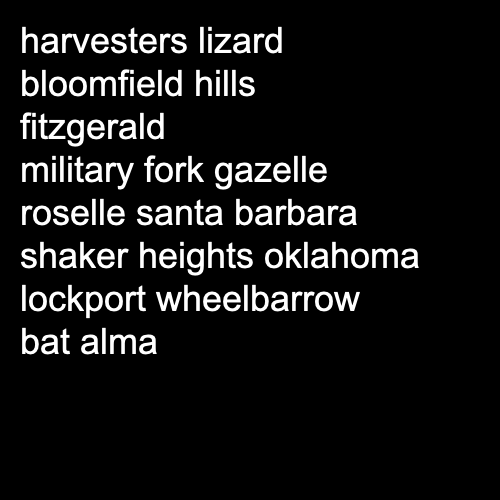 harvesters lizard
bloomfield hills
fitzgerald
military fork gazelle
roselle santa barbara
shaker heights oklahoma
lockport wheelbarrow
bat alma